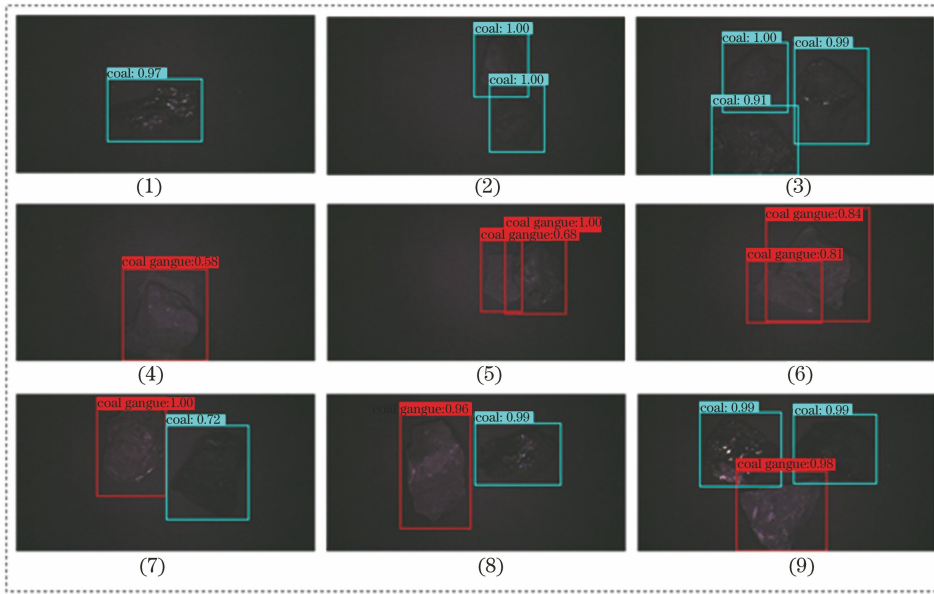 coal: 0.97
coal: 1.00
coal: 1.00
coal: 1.00
coal: 0.99
coal: 0.91
(1)
(2)
(3)
coal gangue:0.58
coal gangue:1.00
coal gangue:0.68
coal gangue:0.84
coal gangue:0.81
(4)
(5)
(6)
coal gangue:1.00
coal: 0.72
coal gangue:0.96
coal: 0.99
coal: 0.99
coal: 0.99
coal gangue:0.98
(7)
(8)
(9)